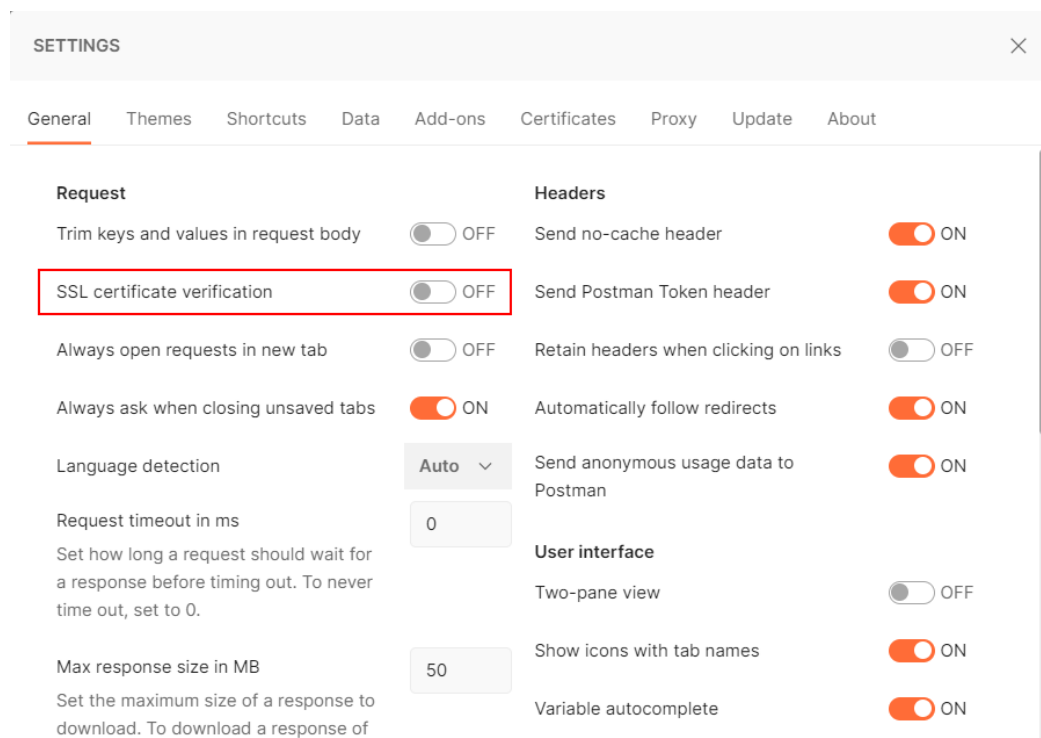 SETTINGS
General Themes Shortcuts Data Add-ons Certificates Proxy Update About
Request
Trim keys and values in request body OFF
SSL certificate verification OFF
Always open requests in new tab OFF
Always ask when closing unsaved tabs ON
Language detection Auto
Request timeout in ms 0
Set how long a request should wait for
a response before timing out. To never
time out, set to 0.
Max response size in MB 50
Set the maximum size of a response to
download. To download a response of
Headers
Send no-cache header ON
Send Postman Token header ON
Retain headers when clicking on links OFF
Automatically follow redirects ON
Send anonymous usage data to ON
Postman
User interface
Two-pane view OFF
Show icons with tab names ON
Variable autocomplete ON